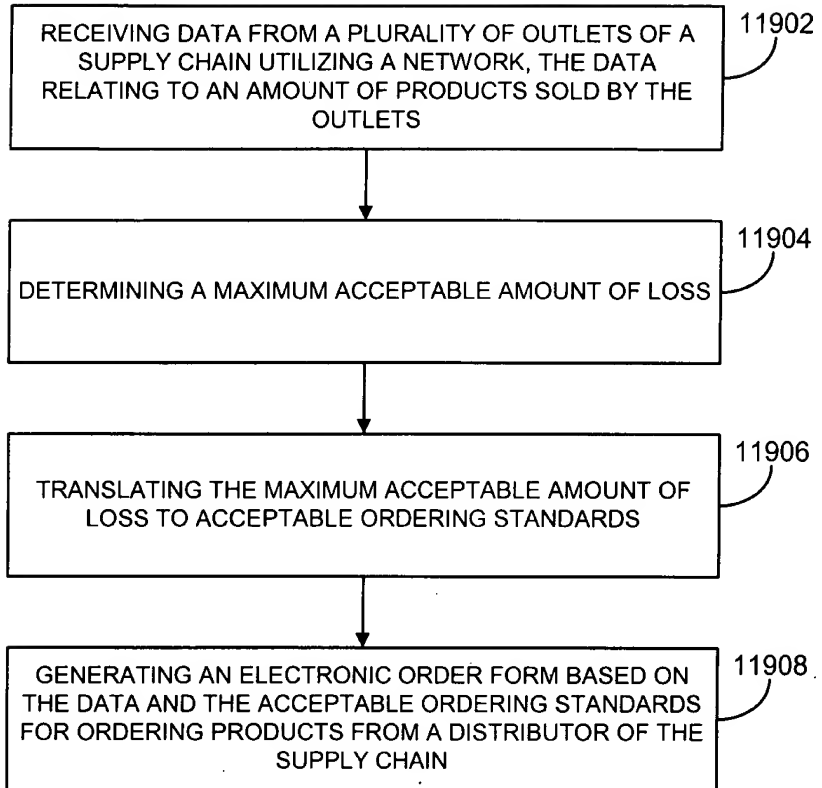 RECEIVING DATA FROM A PLURALITY OF OUTLETS OF A
SUPPLY CHAIN UTILIZING A NETWORK, THE DATA
RELATING TO AN AMOUNT OF PRODUCTS SOLD BY THE
OUTLETS
11902
DETERMINING A MAXIMUM ACCEPTABLE AMOUNT OF LOSS
11904
TRANSLATING THE MAXIMUM ACCEPTABLE AMOUNT OF
LOSS TO ACCEPTABLE ORDERING STANDARDS
11906
GENERATING AN ELECTRONIC ORDER FORM BASED ON
THE DATA AND THE ACCEPTABLE ORDERING STANDARDS
FOR ORDERING PRODUCTS FROM A DISTRIBUTOR OF THE
SUPPLY CHAIN
11908